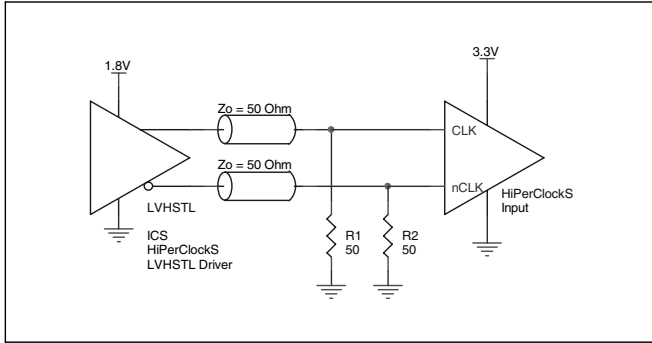 1.8V
3.3V
Zo = 50 Ohm
CLK
Zo = 50 Ohm
nCLK
HiPerClockS
Input
LVHSTL
ICS
HiPerClockS
LVHSTL Driver
R1
50
R2
50